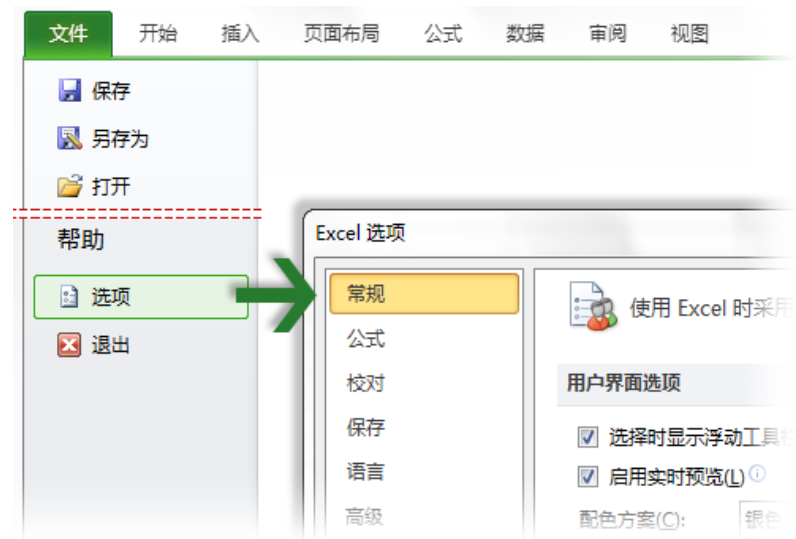 文件 开始 插入 页面布局 公式 数据 审阅 视图
保存
另存为
打开
帮助
选项
退出
Excel 选项
常规
公式
校对
保存
语言
高级
使用 Excel 时采用
用户界面选项
选择时显示浮动工具栏
启用实时预览(L)
配色方案(C): 银色